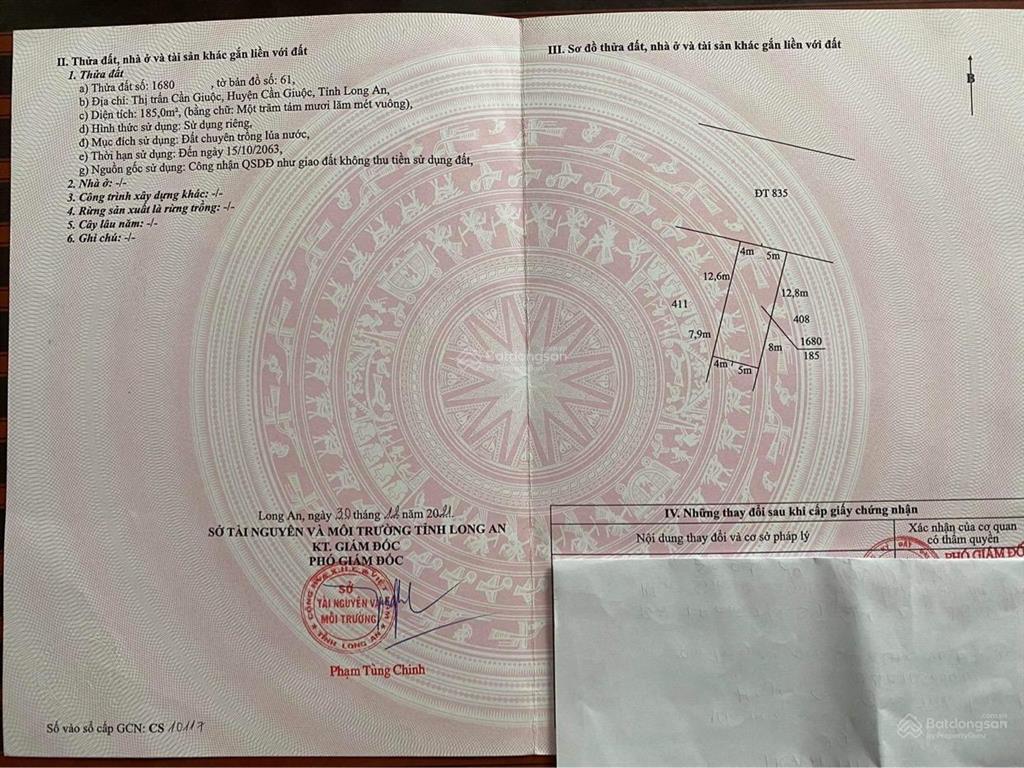 II. Thửa đất, nhà ở và tài sản khác gắn liền với đất
1. Thửa đất
a) Thửa đất số: 1680 , tờ bản đồ số: 61,
b) Địa chỉ: Thị trấn Cần Giuộc, Huyện Cần Giuộc, Tỉnh Long An,
c) Diện tích: 185,0m², (bằng chữ: Một trăm tám mươi lăm mét vuông),
d) Hình thức sử dụng: Sử dụng riêng,
đ) Mục đích sử dụng: Đất chuyên trồng lúa nước,
e) Thời hạn sử dụng: Đến ngày 15/10/2063,
g) Nguồn gốc sử dụng: Công nhận QSDĐ như giao đất không thu tiền sử dụng đất,
2. Nhà ở: -/-
3. Công trình xây dựng khác: -/-
4. Rừng sản xuất là rừng trồng: -/-
5. Cây lâu năm: -/-
6. Ghi chú: -/-
Long An, ngày 30 tháng 12 năm 2021.
SỞ TÀI NGUYÊN VÀ MÔI TRƯỜNG TỈNH LONG AN
KT. GIÁM ĐỐC
PHÓ GIÁM ĐỐC
SỞ
TÀI NGUYÊN VÀ
MÔI TRƯỜNG
TỈNH LONG AN
Phạm Tùng Chinh
Số vào sổ cấp GCN: CS 10117
III. Sơ đồ thửa đất, nhà ở và tài sản khác gắn liền với đất
B
ĐT 835
4m
5m
12,6m
12,8m
411
408
7,9m
8m
1680
185
4m
5m
IV. Những thay đổi sau khi cấp giấy chứng nhận
Nội dung thay đổi và cơ sở pháp lý
Xác nhận của cơ quan
có thẩm quyền
PHÓ GIÁM ĐỐ
Batdongsan
Batdongsan
by PropertyGuru